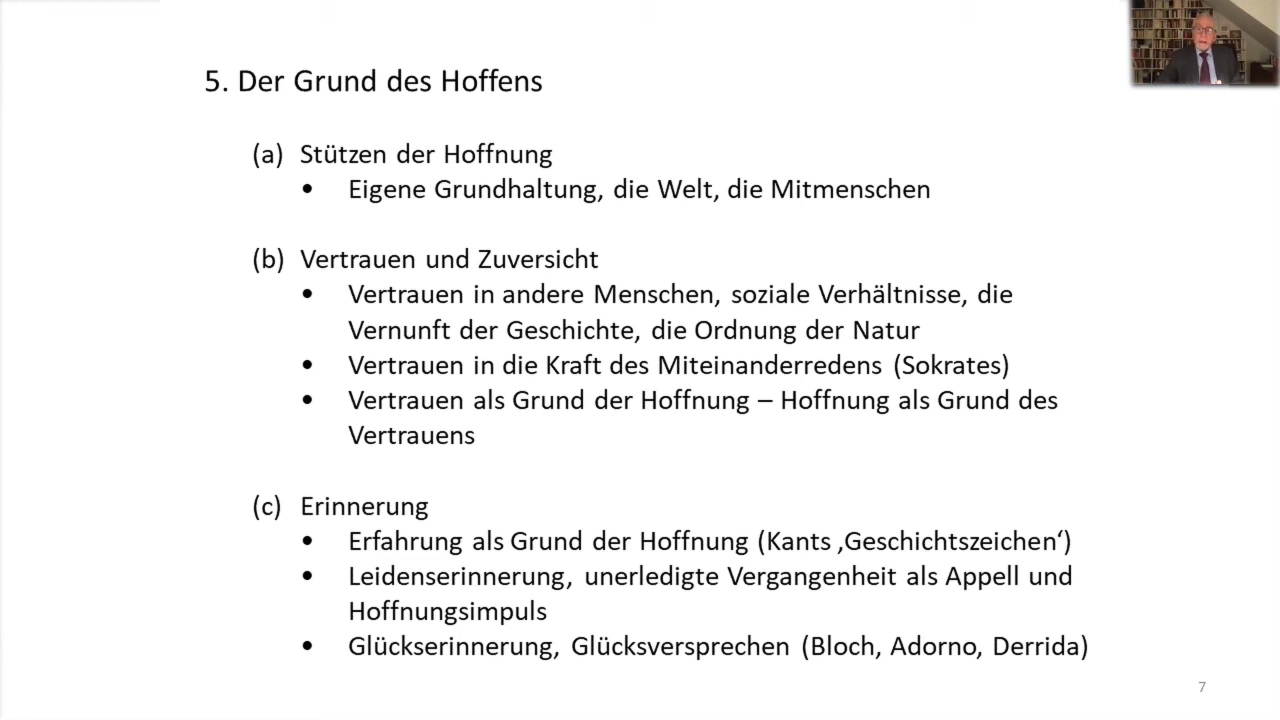 5. Der Grund des Hoffens
(a) Stützen der Hoffnung
• Eigene Grundhaltung, die Welt, die Mitmenschen
(b) Vertrauen und Zuversicht
• Vertrauen in andere Menschen, soziale Verhältnisse, die
Vernunft der Geschichte, die Ordnung der Natur
• Vertrauen in die Kraft des Miteinanderredens (Sokrates)
• Vertrauen als Grund der Hoffnung – Hoffnung als Grund des
Vertrauens
(c) Erinnerung
• Erfahrung als Grund der Hoffnung (Kants ‚Geschichtszeichen‘)
• Leidenserinnerung, unerledigte Vergangenheit als Appell und
Hoffnungsimpuls
• Glückserinnerung, Glücksversprechen (Bloch, Adorno, Derrida)
7